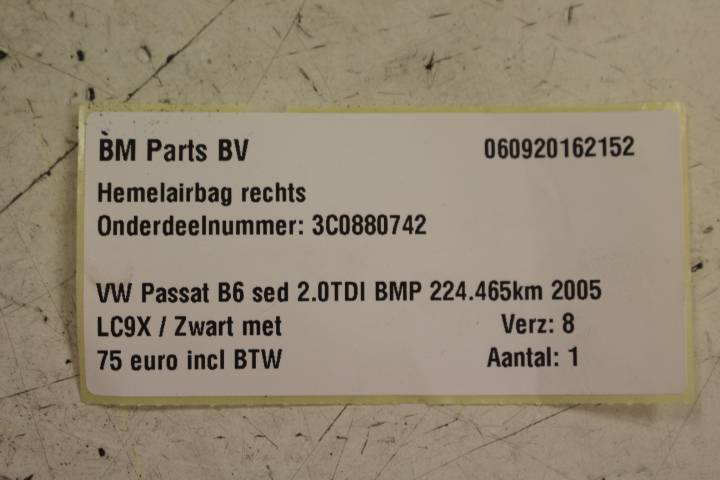 BM Parts BV 060920162152
Hemelairbag rechts
Onderdeelnummer: 3C0880742
VW Passat B6 sed 2.0TDI BMP 224.465km 2005
LC9X / Zwart met Verz: 8
75 euro incl BTW Aantal: 1